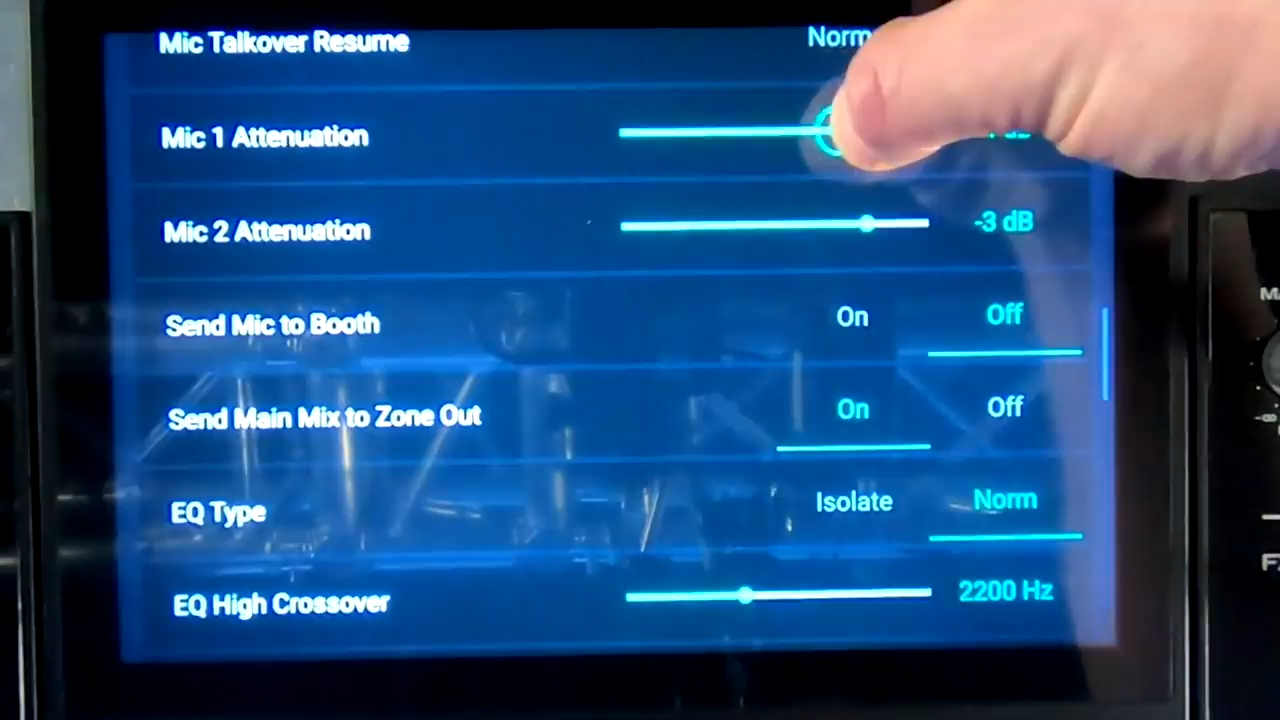 Mic Talkover Resume
Mic 1 Attenuation dB
Mic 2 Attenuation -3 dB
Send Mic to Booth On Off
Send Main Mix to Zone Out On Off
EQ Type Isolate Norm
EQ High Crossover 2200 Hz